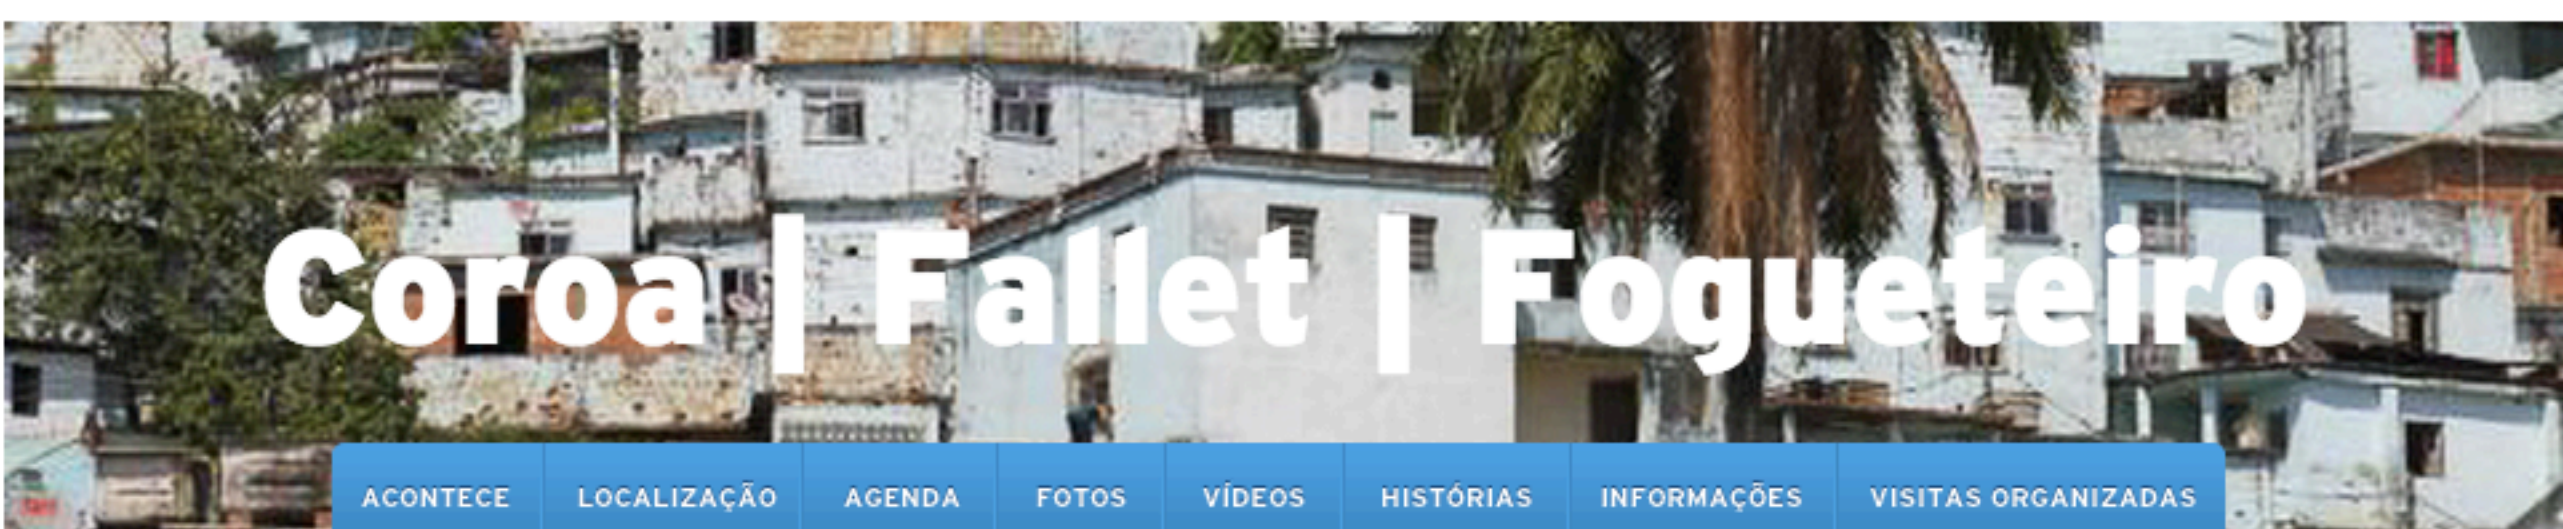 Coroa | Fallet | Fogueteiro
ACONTECE LOCALIZAÇÃO AGENDA FOTOS VÍDEOS HISTÓRIAS INFORMAÇÕES VISITAS ORGANIZADAS